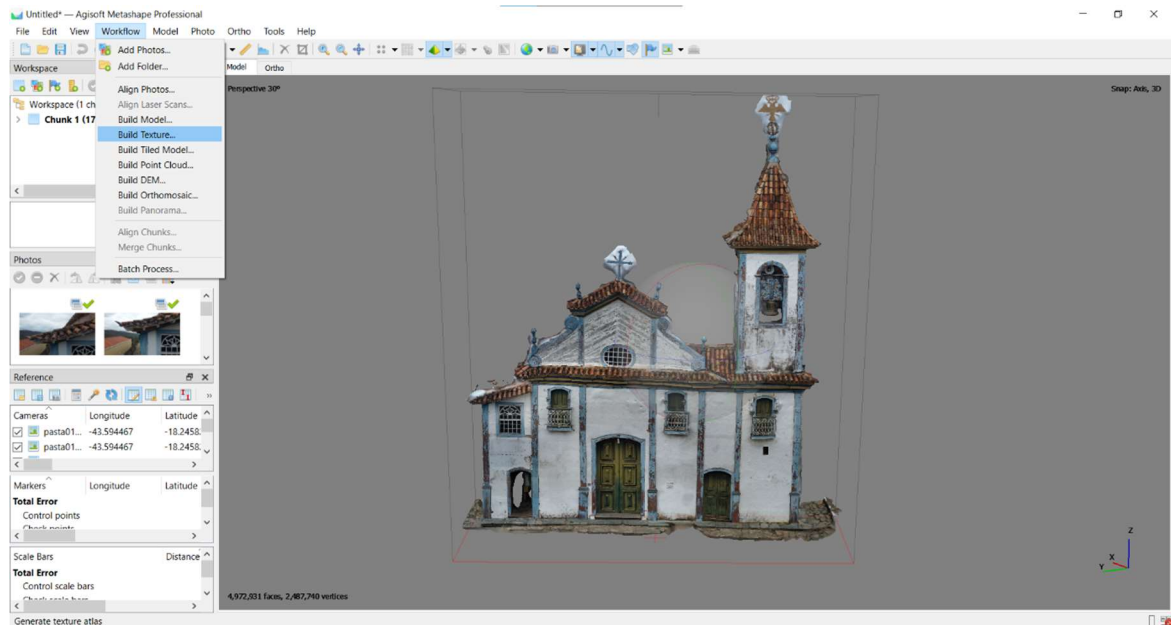 Untitled* — Agisoft Metashape Professional
File Edit View Workflow Model Photo Ortho Tools Help
Add Photos...
Add Folder...
Align Photos...
Align Laser Scans...
Build Model...
Build Texture...
Build Tiled Model...
Build Point Cloud...
Build DEM...
Build Orthomosaic...
Build Panorama...
Align Chunks...
Merge Chunks...
Batch Process...
Workspace
Workspace (1 ch
Chunk 1 (17
Model Ortho
Perspective 30°
Snap: Axis, 3D
Photos
Reference
Cameras Longitude Latitude
pasta01... -43.594467 -18.2458
pasta01... -43.594467 -18.2458
Markers Longitude Latitude
Total Error
Control points
Check points
Scale Bars Distance
Total Error
Control scale bars
Check scale bars
4,972,931 faces, 2,487,740 vertices
Z
X
Y
Generate texture atlas